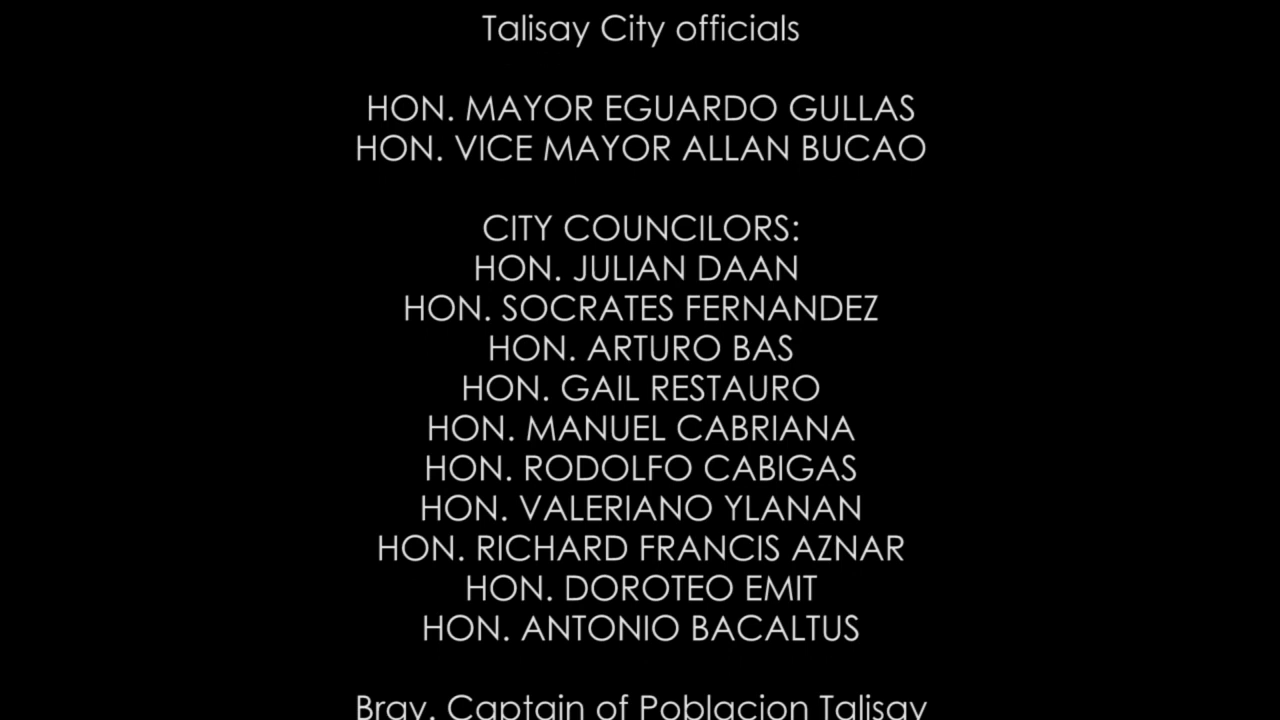 Talisay City officials
HON. MAYOR EGUARDO GULLAS
HON. VICE MAYOR ALLAN BUCAO
CITY COUNCILORS:
HON. JULIAN DAAN
HON. SOCRATES FERNANDEZ
HON. ARTURO BAS
HON. GAIL RESTAURO
HON. MANUEL CABRIANA
HON. RODOLFO CABIGAS
HON. VALERIANO YLANAN
HON. RICHARD FRANCIS AZNAR
HON. DOROTEO EMIT
HON. ANTONIO BACALTUS
Brgy. Captain of Poblacion Talisay